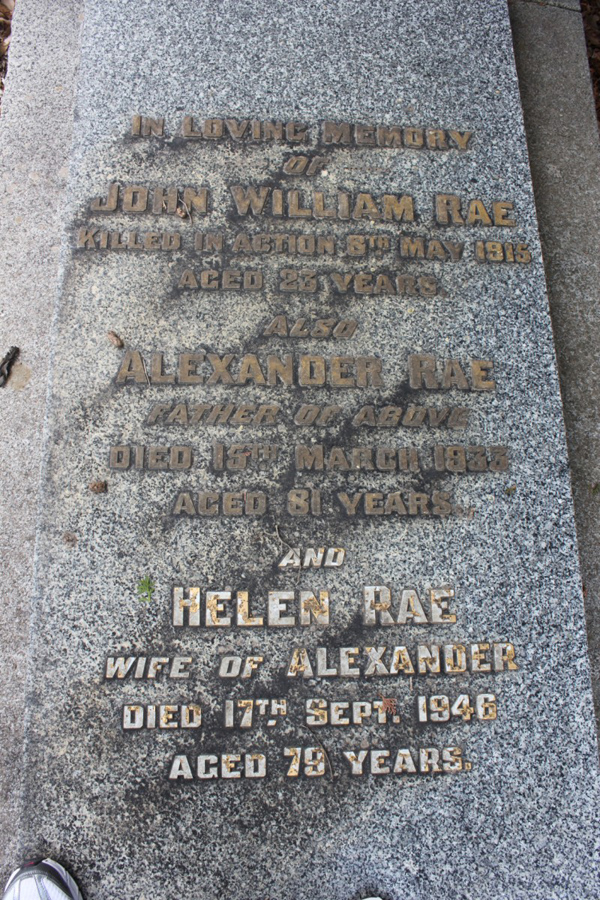 IN LOVING MEMORY
OF
JOHN WILLIAM RAE
KILLED IN ACTION 6TH MAY 1915
AGED 23 YEARS.
ALSO
ALEXANDER RAE
FATHER OF ABOVE
DIED 15TH MARCH 1933
AGED 81 YEARS.
AND
HELEN RAE
WIFE OF ALEXANDER
DIED 17TH. SEPT. 1946
AGED 79 YEARS.